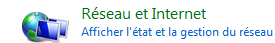 Réseau et Internet
Afficher l'état et la gestion du réseau